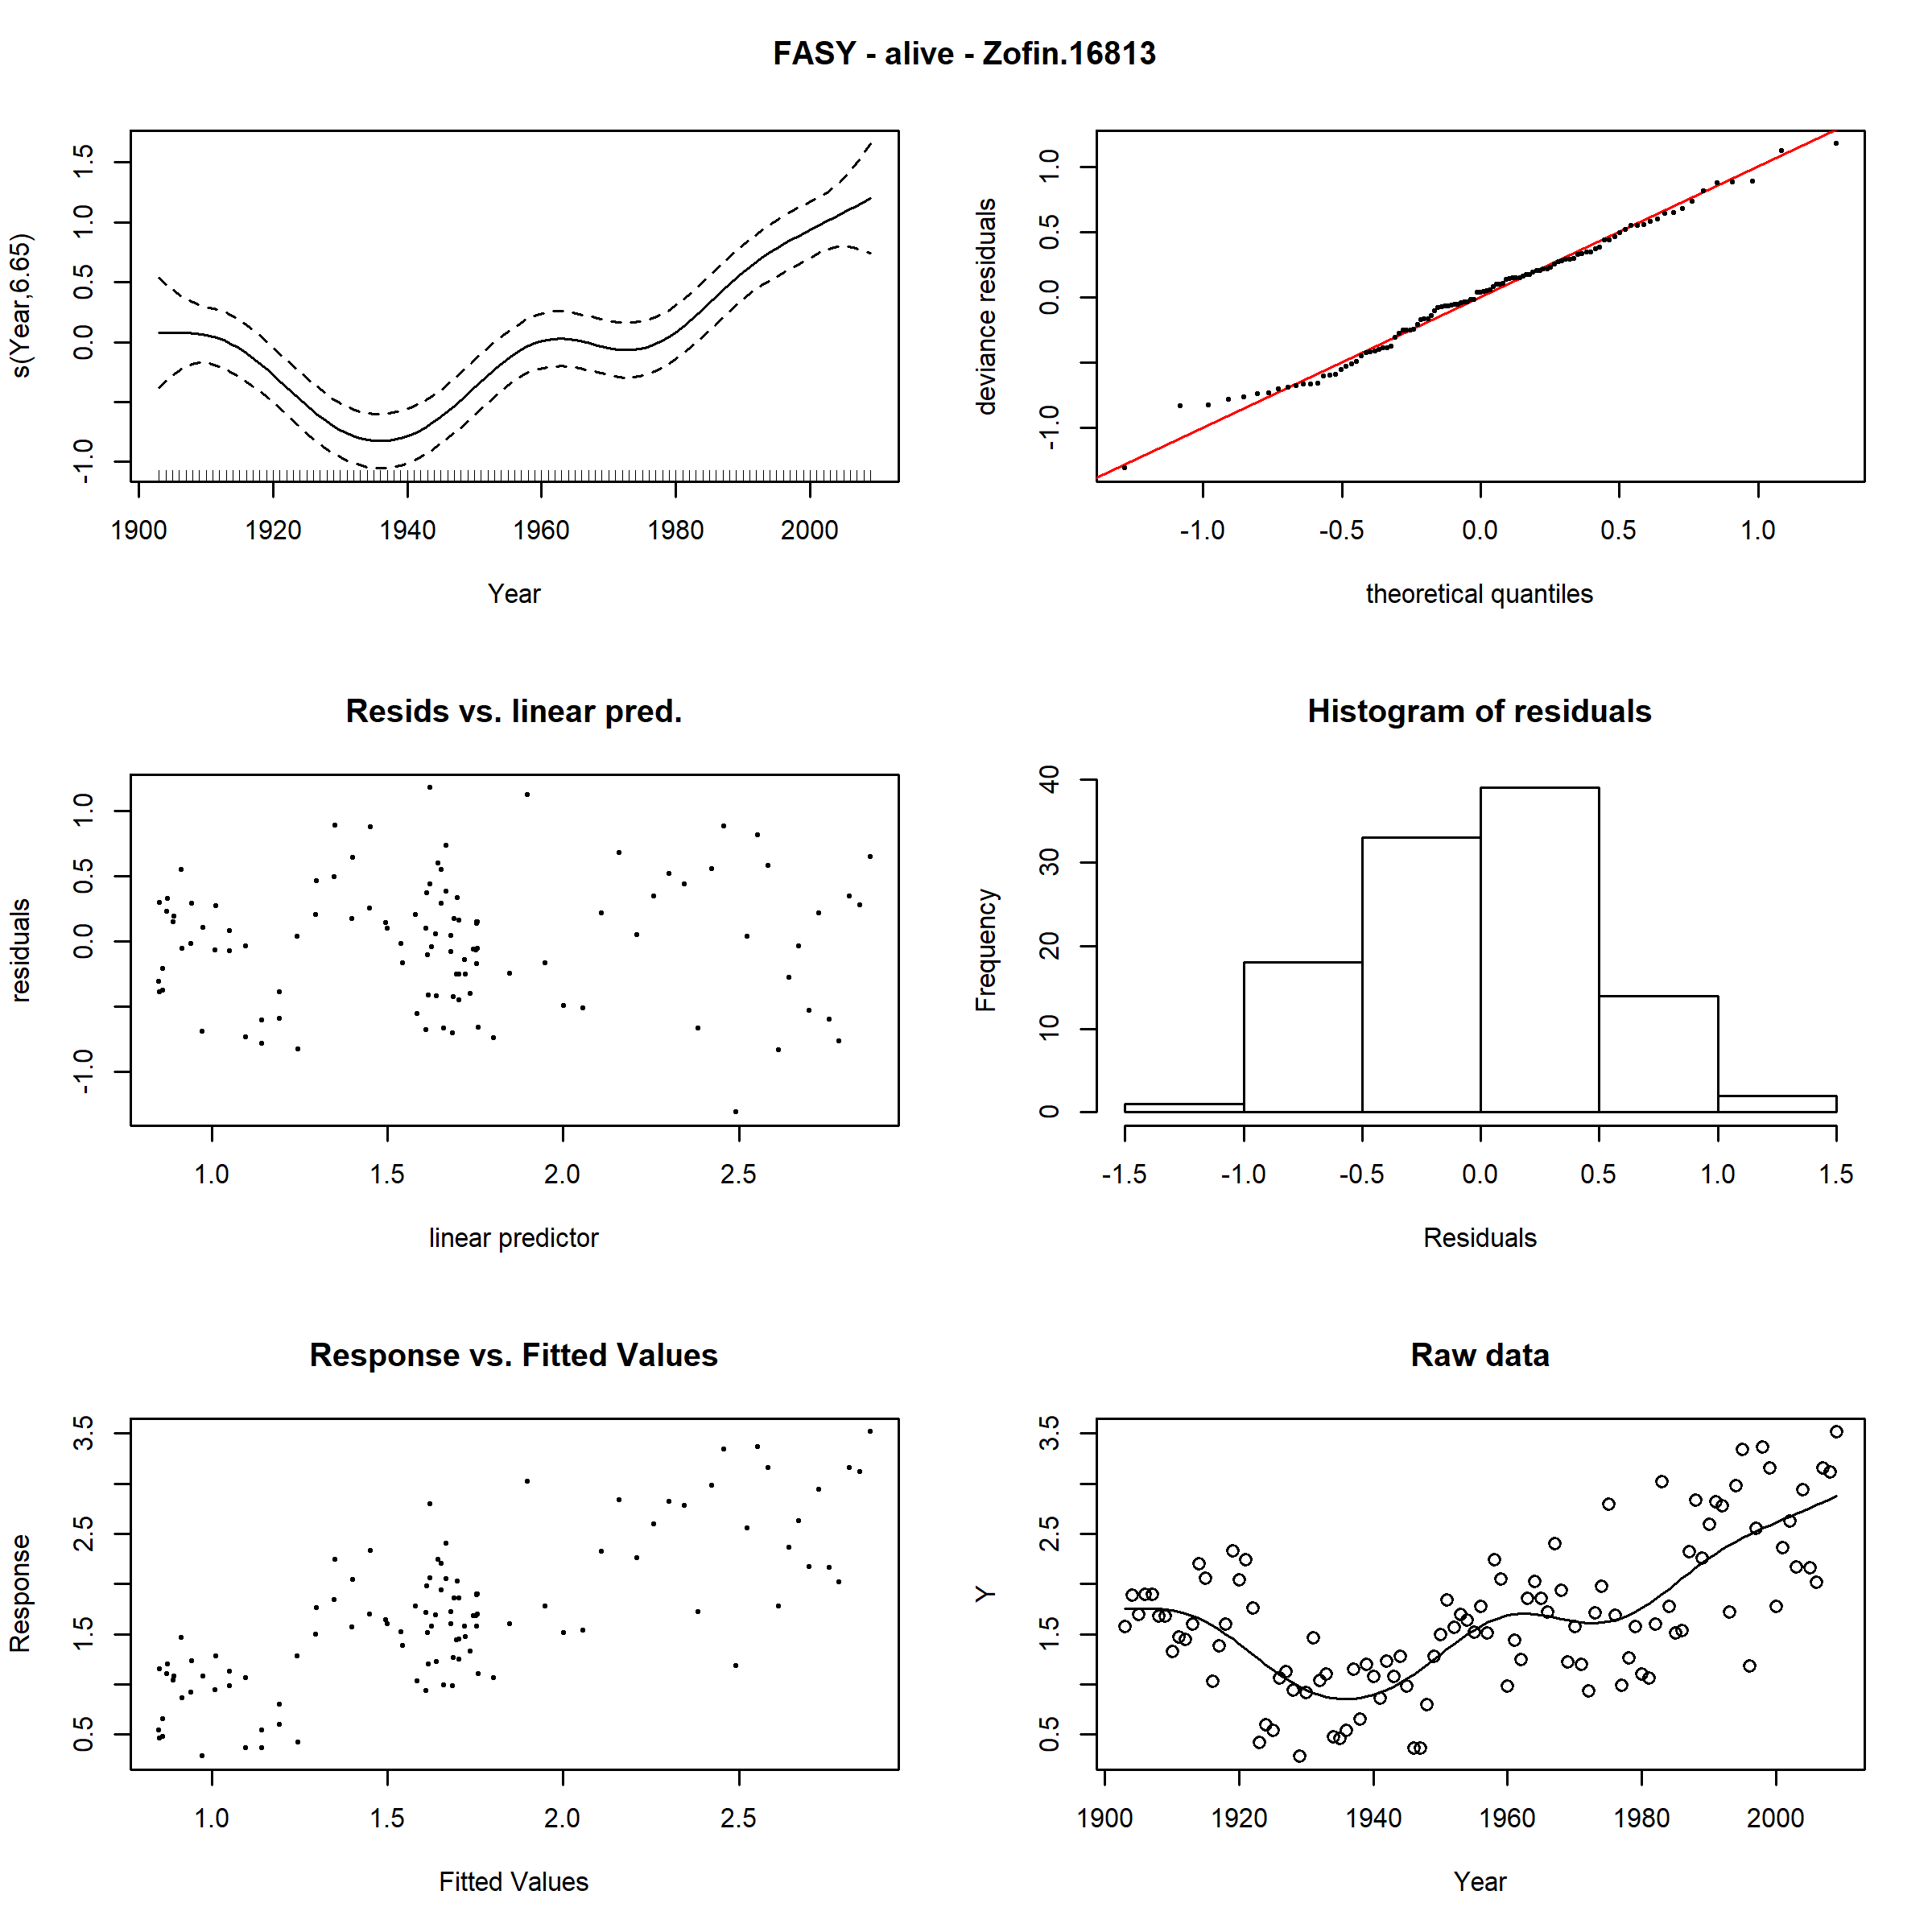 FASY - alive - Zofin.16813
s(Year,6.65)
-1.0 0.0 0.5 1.0 1.5
1900 1920 1940 1960 1980 2000
Year
deviance residuals
-1.0 0.0 0.5 1.0
-1.0 -0.5 0.0 0.5 1.0
theoretical quantiles
Resids vs. linear pred.
residuals
-1.0 0.0 0.5 1.0
1.0 1.5 2.0 2.5
linear predictor
Histogram of residuals
Frequency
0 10 20 30 40
-1.5 -1.0 -0.5 0.0 0.5 1.0 1.5
Residuals
Response vs. Fitted Values
Response
0.5 1.5 2.5 3.5
1.0 1.5 2.0 2.5
Fitted Values
Raw data
Y
0.5 1.5 2.5 3.5
1900 1920 1940 1960 1980 2000
Year